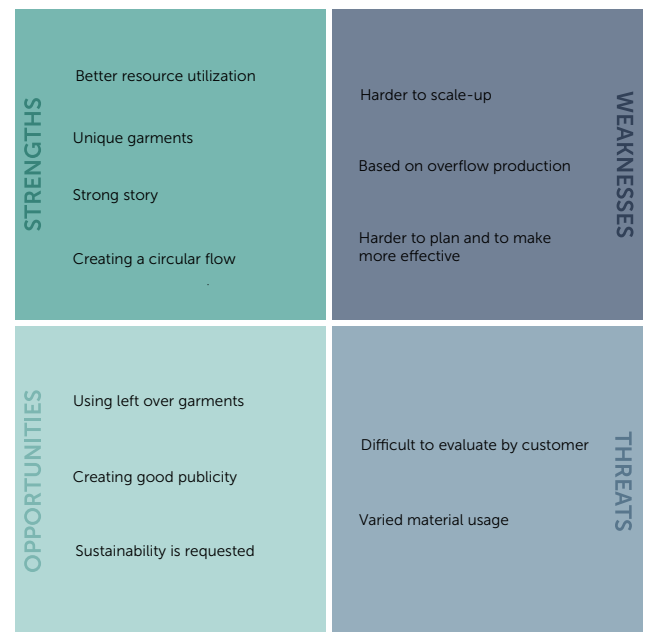 STRENGTHS
Better resource utilization
Unique garments
Strong story
Creating a circular flow
WEAKNESSES
Harder to scale-up
Based on overflow production
Harder to plan and to make
more effective
OPPORTUNITIES
Using left over garments
Creating good publicity
Sustainability is requested
THREATS
Difficult to evaluate by customer
Varied material usage